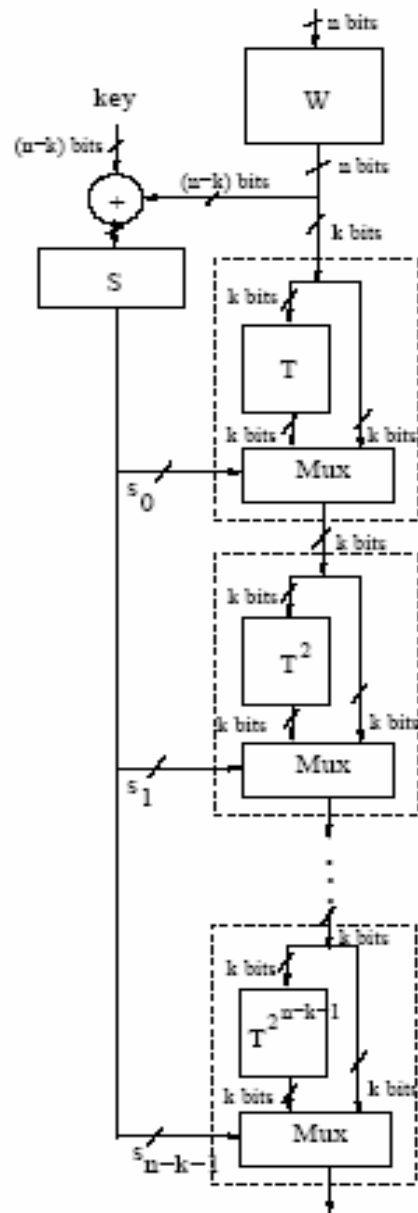 n bits
W
key
(n-k) bits
(n-k) bits
n bits
+
k bits
S
k bits
T
k bits
k bits
Mux
s0
k bits
k bits
T2
k bits
k bits
Mux
s1
k bits
k bits
T2n-k-1
k bits
k bits
Mux
sn-k-1